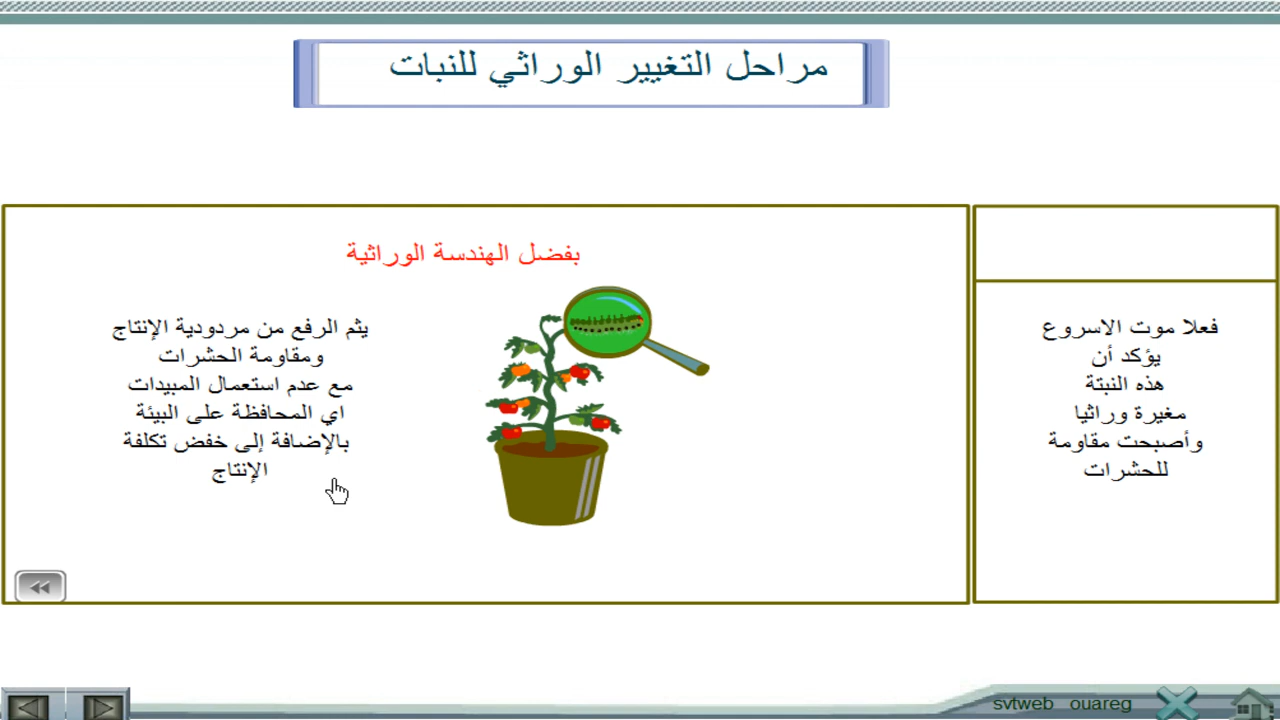 مراحل التغيير الوراثي للنبات
بفضل الهندسة الوراثية
فعلا موت الاسروع
يؤكد أن
هذه النبتة
مغيرة وراثيا
وأصبحت مقاومة
للحشرات
يثم الرفع من مردودية الإنتاج
ومقاومة الحشرات
مع عدم استعمال المبيدات
اي المحافظة على البيئة
بالإضافة إلى خفض تكلفة
الإنتاج
svtweb ouareg